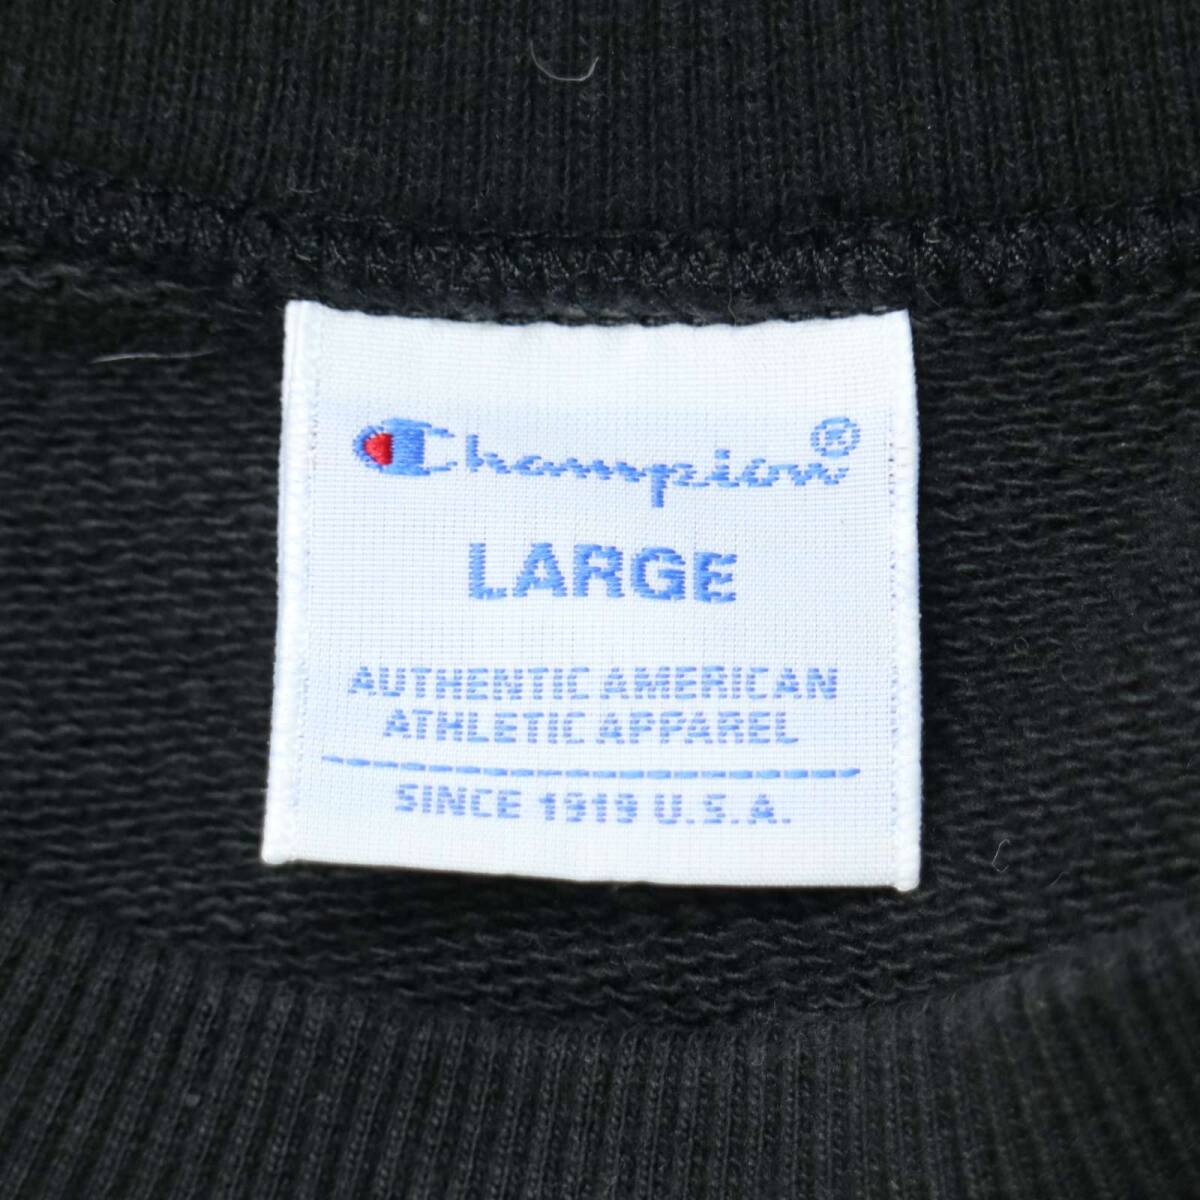 Champion®
LARGE
AUTHENTIC AMERICAN
ATHLETIC APPAREL
SINCE 1919 U.S.A.